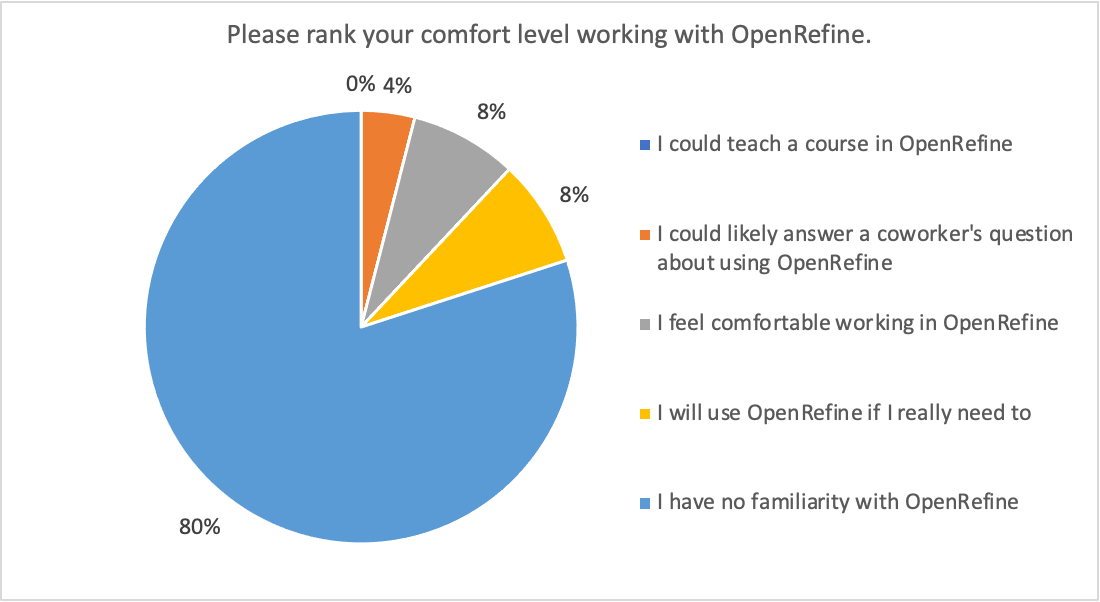 Please rank your comfort level working with OpenRefine.
0% 4%
8%
8%
80%
I could teach a course in OpenRefine
I could likely answer a coworker's question
about using OpenRefine
I feel comfortable working in OpenRefine
I will use OpenRefine if I really need to
I have no familiarity with OpenRefine